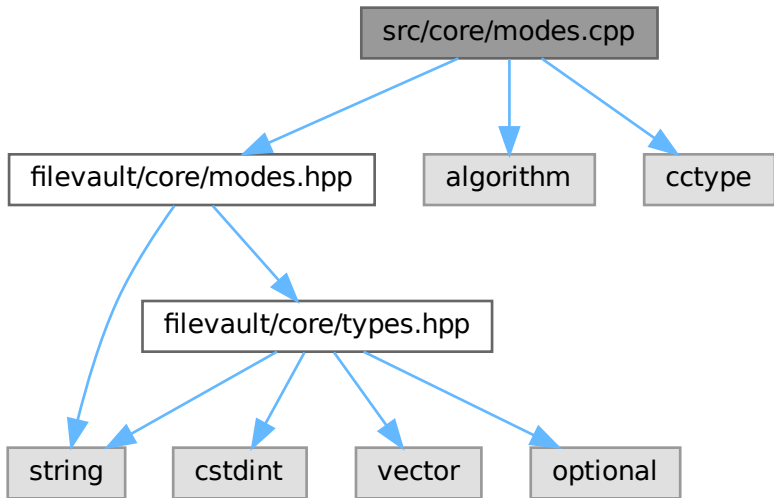 src/core/modes.cpp
filevault/core/modes.hpp
algorithm
cctype
filevault/core/types.hpp
string
cstdint
vector
optional